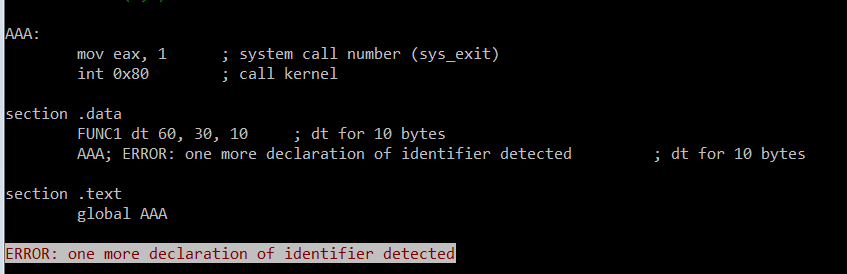 AAA:
mov eax, 1 ; system call number (sys_exit)
int 0x80 ; call kernel
section .data
FUNC1 dt 60, 30, 10 ; dt for 10 bytes
AAA; ERROR: one more declaration of identifier detected ; dt for 10 bytes
section .text
global AAA
ERROR: one more declaration of identifier detected